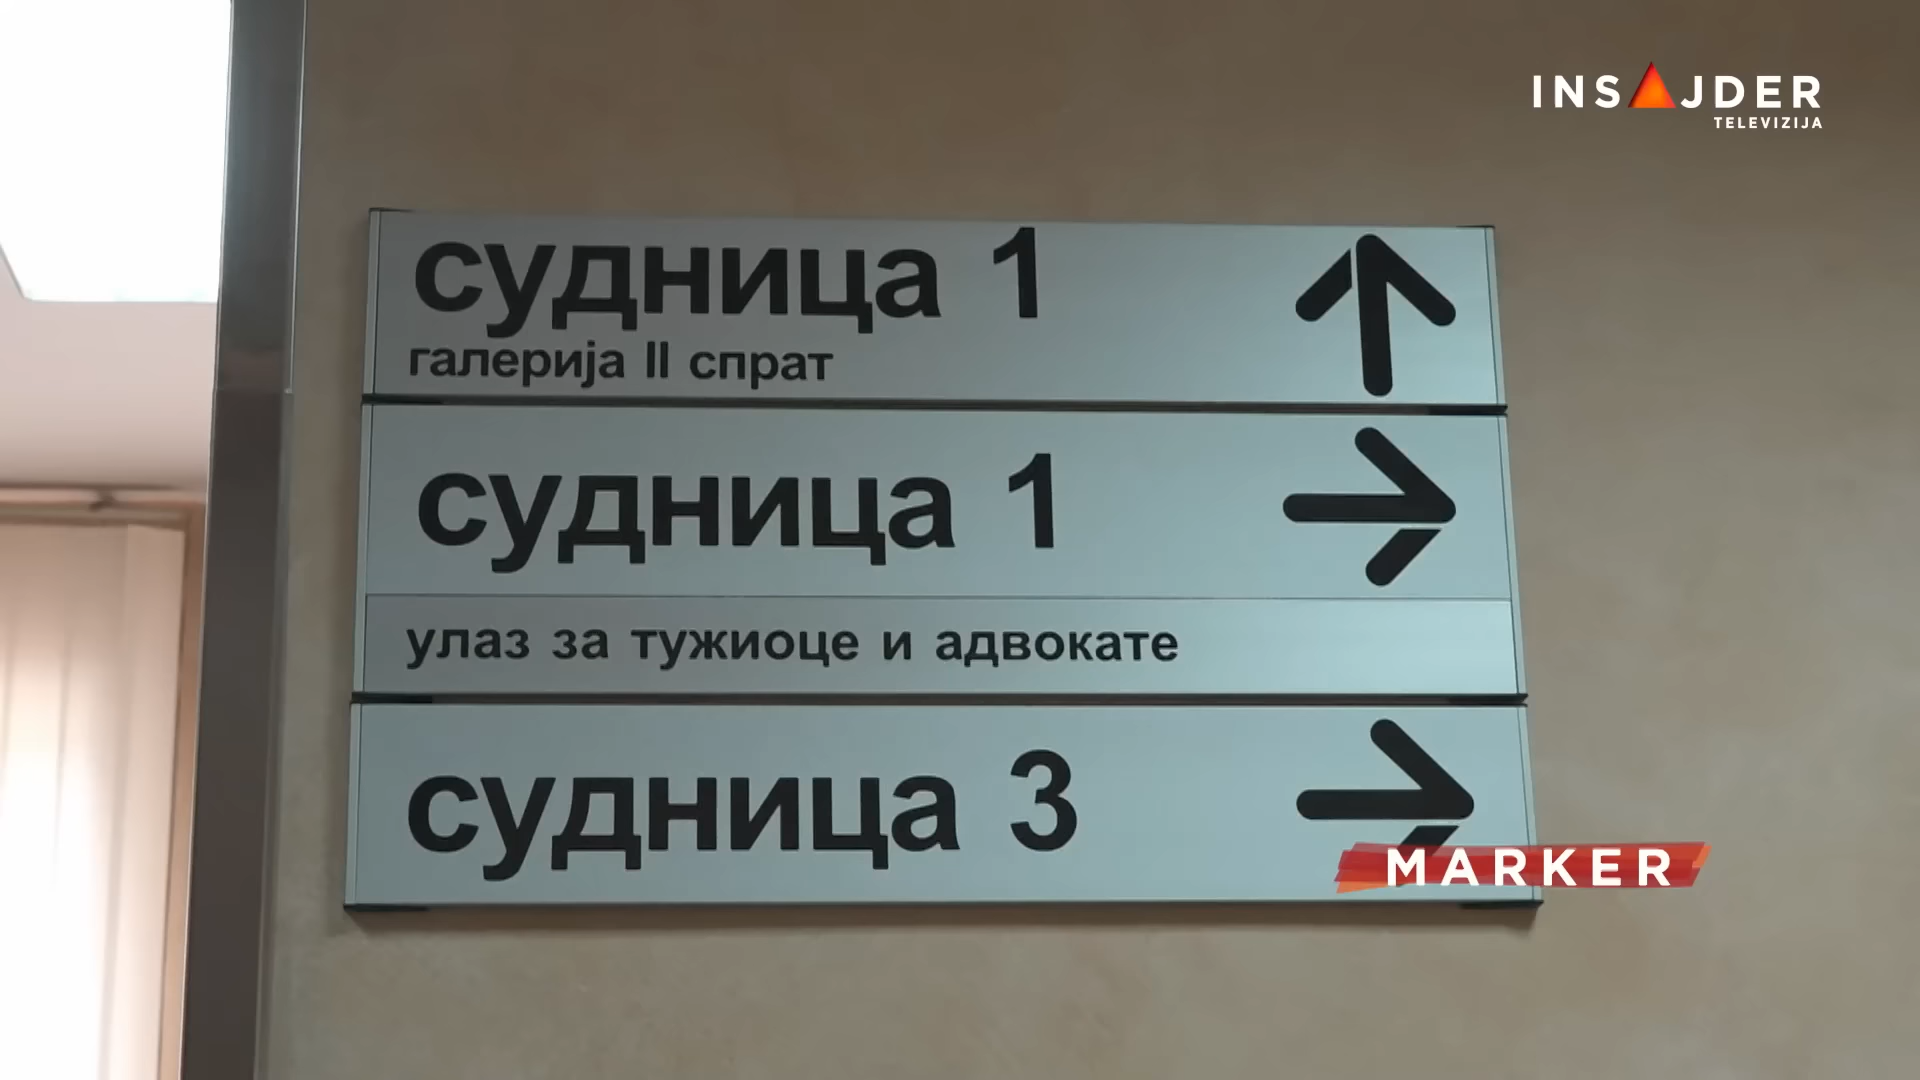 INSAJDER
TELEVIZIJA
судница 1
галерија II спрат
судница 1
улаз за тужиоце и адвокате
судница 3
MARKER